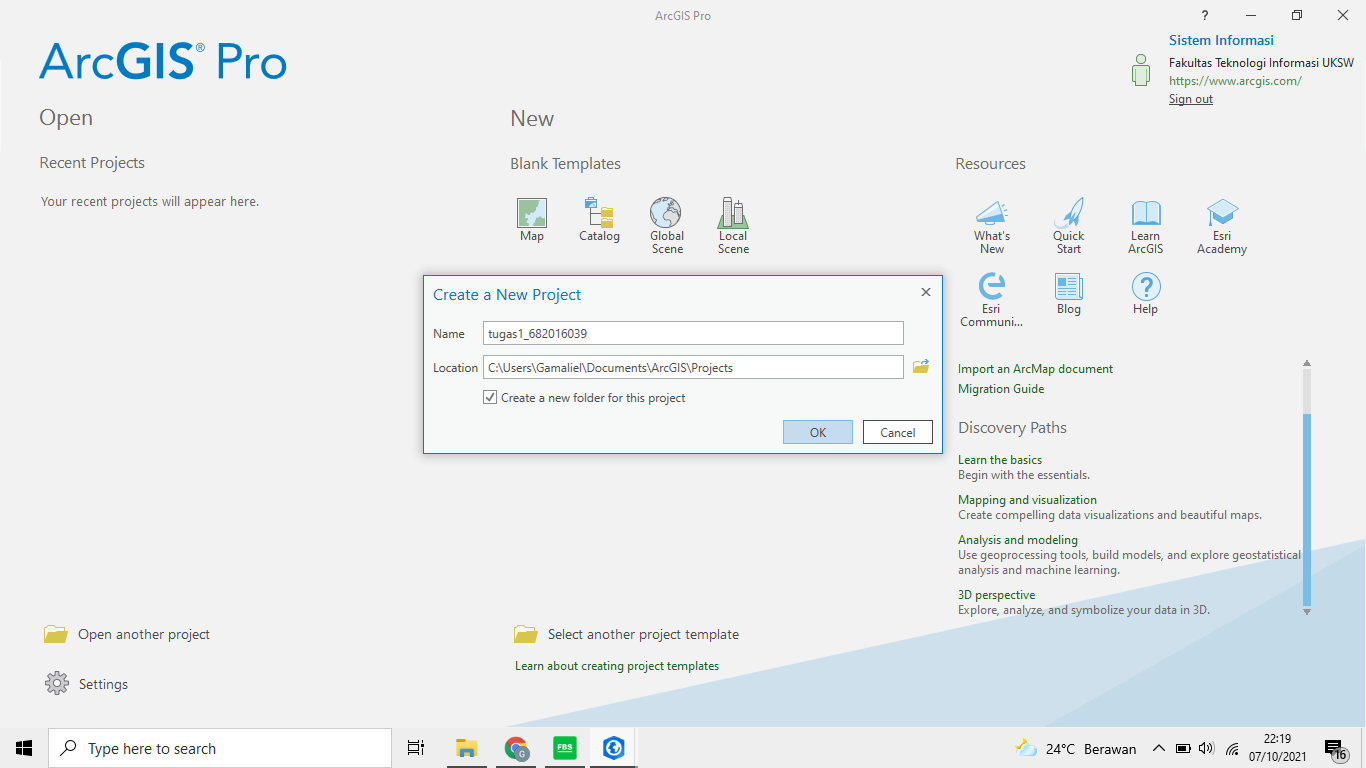 ArcGIS Pro
?
ArcGIS® Pro
Sistem Informasi
Fakultas Teknologi Informasi UKSW
https://www.arcgis.com/
Sign out
Open
Recent Projects
Your recent projects will appear here.
New
Blank Templates
Map
Catalog
Global
Scene
Local
Scene
Resources
What's
New
Quick
Start
Learn
ArcGIS
Esri
Academy
Esri
Communi...
Blog
Help
Create a New Project
Name
tugas1_682016039
Location
C:\Users\Gamaliel\Documents\ArcGIS\Projects
Create a new folder for this project
OK
Cancel
Import an ArcMap document
Migration Guide
Discovery Paths
Learn the basics
Begin with the essentials.
Mapping and visualization
Create compelling data visualizations and beautiful maps.
Analysis and modeling
Use geoprocessing tools, build models, and explore geostatistical
analysis and machine learning.
3D perspective
Explore, analyze, and symbolize your data in 3D.
Open another project
Settings
Select another project template
Learn about creating project templates
Type here to search
G
FBS
24°C Berawan
22:19
07/10/2021
16